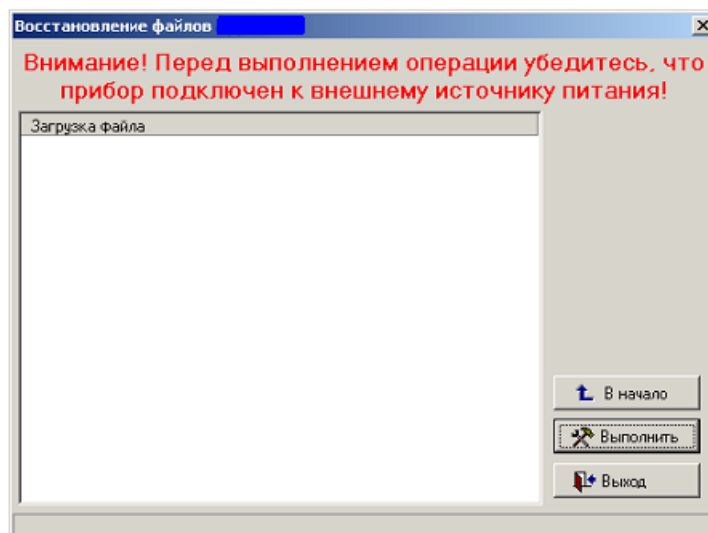 Восстановление файлов
Внимание! Перед выполнением операции убедитесь, что
прибор подключен к внешнему источнику питания!
Загрузка файла
В начало
Выполнить
Выход